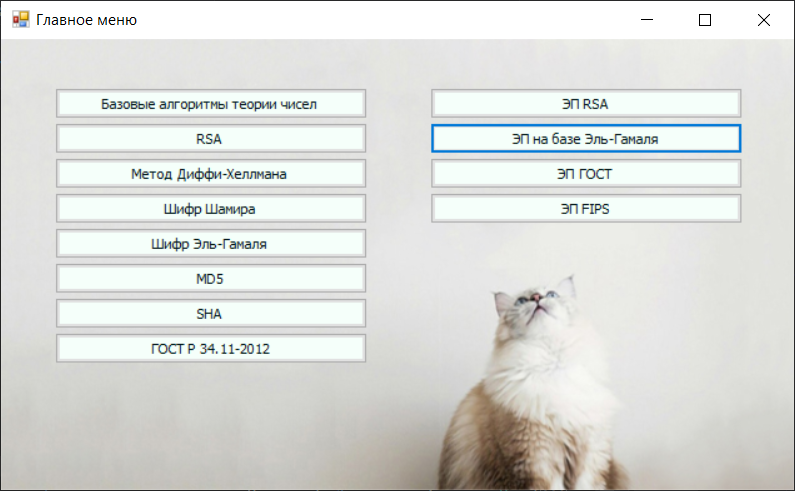 Главное меню
Базовые алгоритмы теории чисел
RSA
Метод Диффи-Хеллмана
Шифр Шамира
Шифр Эль-Гамаля
MD5
SHA
ГОСТ Р 34.11-2012
ЭП RSA
ЭП на базе Эль-Гамаля
ЭП ГОСТ
ЭП FIPS